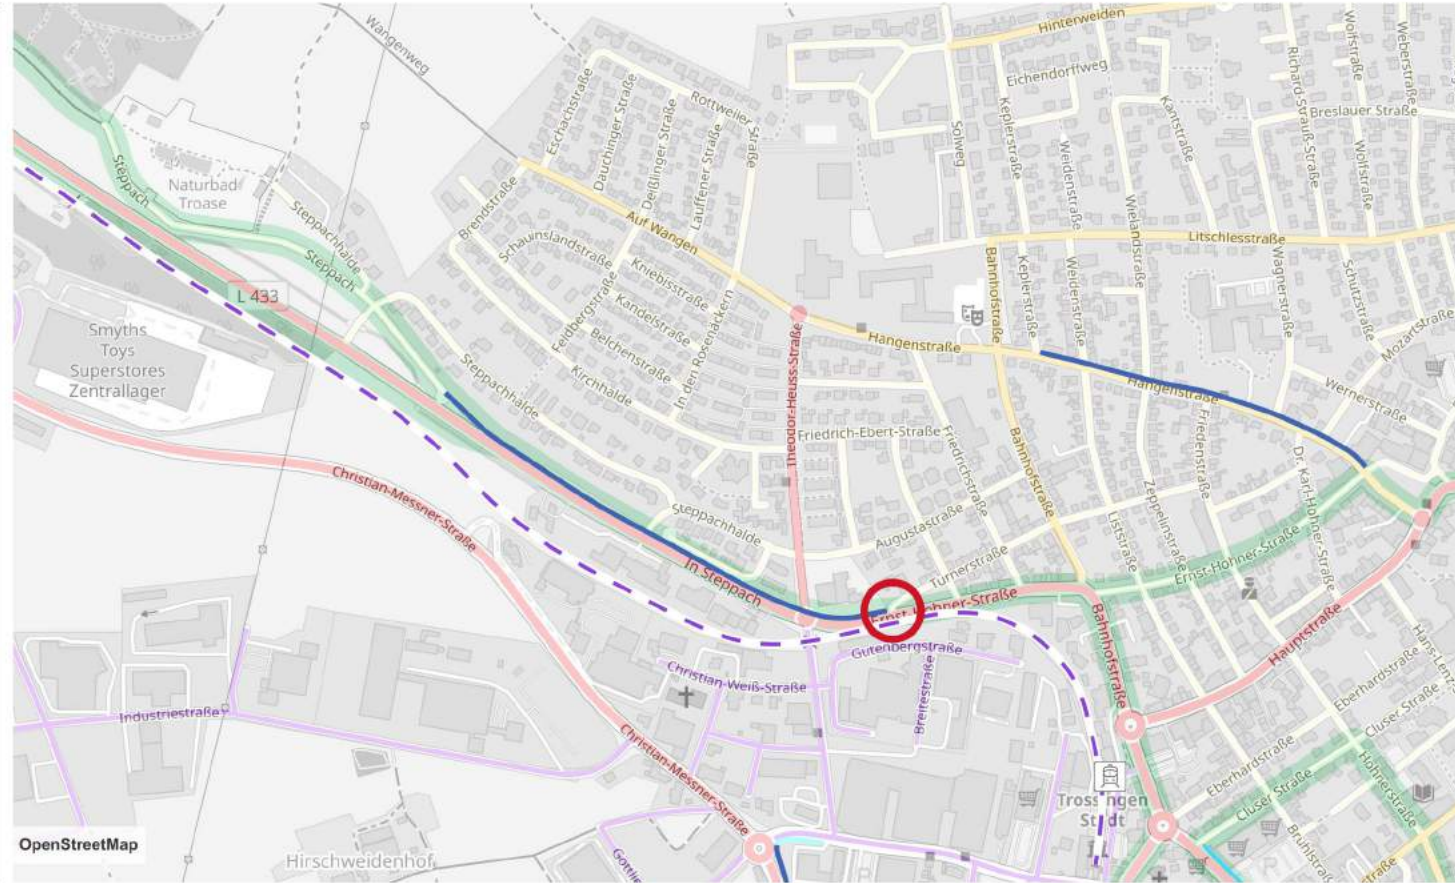 Wangenweg
Hinterweiden
Eschachstraße
Dauchinger Straße
Deißlinger Straße
Rottweiler Straße
Lauffener Straße
Solweg
Keplerstraße
Eichendorffweg
Weidenstraße
Kantstraße
Wielandstraße
Richard-Strauß-Straße
Wolfstraße
Weberstraße
Breslauer Straße
Wolfstraße
Steppach
Naturbad
Troase
Steppachhalde
Steppach
L 433
Brendstraße
Schauinslandstraße
Auf Wangen
Kniebisstraße
Kandelstraße
Feldbergstraße
Belchenstraße
Kirchhalde
In den Rosenäckern
Litschlesstraße
Bahnhofstraße
Keplerstraße
Weidenstraße
Wagnerstraße
Schutzstraße
Mozartstraße
Smyths
Toys
Superstores
Zentrallager
Steppachhalde
Theodor-Heuss-Straße
Hangenstraße
Hangenstraße
Wernerstraße
Friedrich-Ebert-Straße
Friedrichstraße
Bahnhofstraße
Friedenstraße
Dr.-Karl-Hohner-Straße
Christian-Messner-Straße
Steppachhalde
Augustastraße
Turnerstraße
Liststraße
Zeppelinstraße
In Steppach
Ernst-Hohner-Straße
Ernst-Hohner-Straße
Gutenbergstraße
Bahnhofstraße
Hauptstraße
Christian-Weiß-Straße
Breitestraße
Industriestraße
Christian-Messner-Straße
Eberhardstraße
Cluser Straße
Eberhardstraße
Cluser Straße
Hohnerstraße
Trossingen
Stadt
OpenStreetMap
Hirschweidenhof